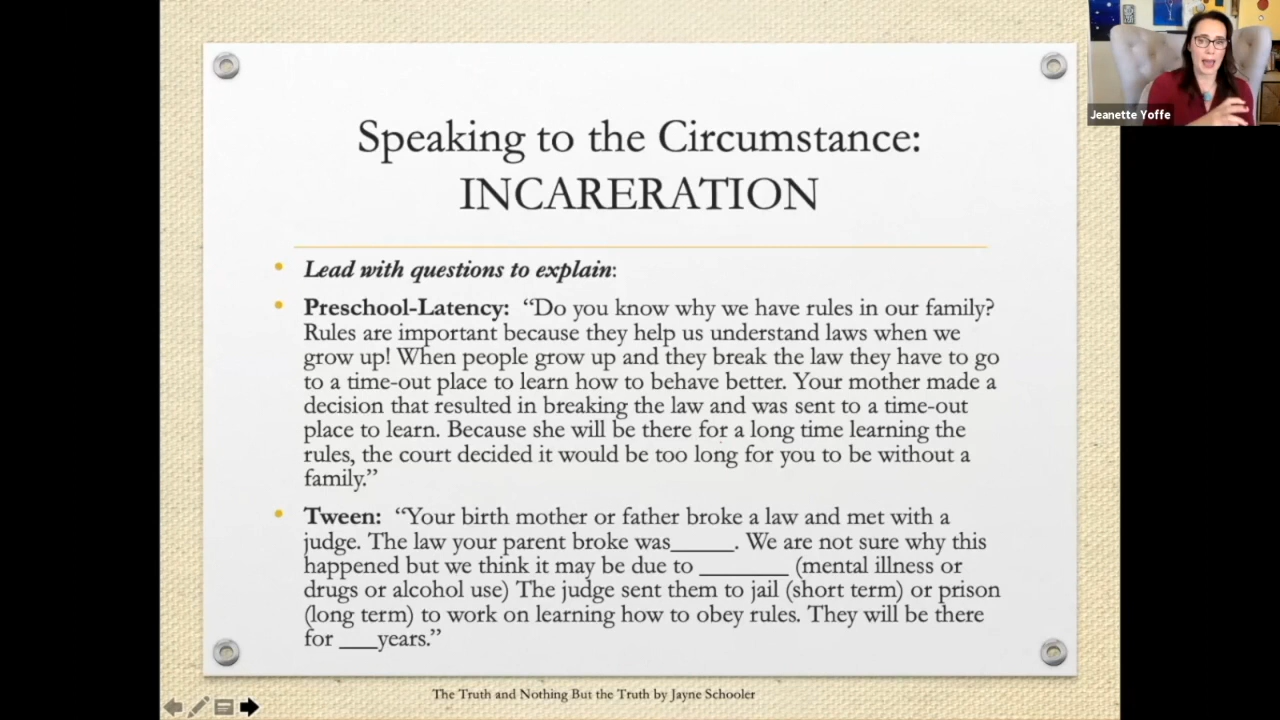 Jeanette Yoffe
Speaking to the Circumstance:
INCARERATION
• Lead with questions to explain:
• Preschool-Latency: “Do you know why we have rules in our family?
Rules are important because they help us understand laws when we
grow up! When people grow up and they break the law they have to go
to a time-out place to learn how to behave better. Your mother made a
decision that resulted in breaking the law and was sent to a time-out
place to learn. Because she will be there for a long time learning the
rules, the court decided it would be too long for you to be without a
family.”
• Tween: “Your birth mother or father broke a law and met with a
judge. The law your parent broke was_____. We are not sure why this
happened but we think it may be due to _______ (mental illness or
drugs or alcohol use) The judge sent them to jail (short term) or prison
(long term) to work on learning how to obey rules. They will be there
for ___years.”
The Truth and Nothing But the Truth by Jayne Schooler